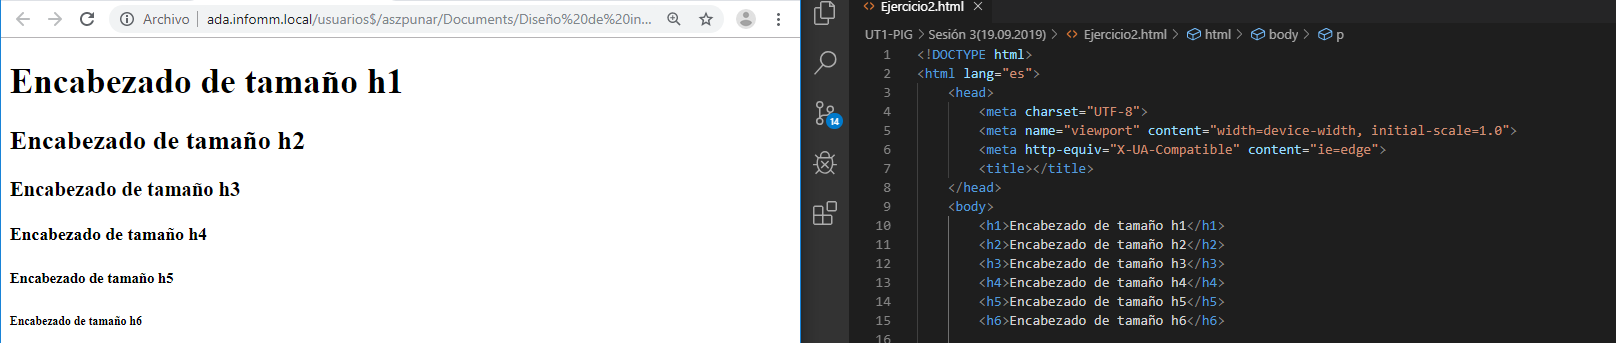 Archivo ada.infomm.local/usuarios$/aszpunar/Documents/Diseño%20de%20in...
Encabezado de tamaño h1
Encabezado de tamaño h2
Encabezado de tamaño h3
Encabezado de tamaño h4
Encabezado de tamaño h5
Encabezado de tamaño h6
Ejercicio2.html
UT1-PIG > Sesión 3(19.09.2019) > Ejercicio2.html > html > body > p
14
1 <!DOCTYPE html>
2 <html lang="es">
3 <head>
4 <meta charset="UTF-8">
5 <meta name="viewport" content="width=device-width, initial-scale=1.0">
6 <meta http-equiv="X-UA-Compatible" content="ie=edge">
7 <title></title>
8 </head>
9 <body>
10 <h1>Encabezado de tamaño h1</h1>
11 <h2>Encabezado de tamaño h2</h2>
12 <h3>Encabezado de tamaño h3</h3>
13 <h4>Encabezado de tamaño h4</h4>
14 <h5>Encabezado de tamaño h5</h5>
15 <h6>Encabezado de tamaño h6</h6>
16